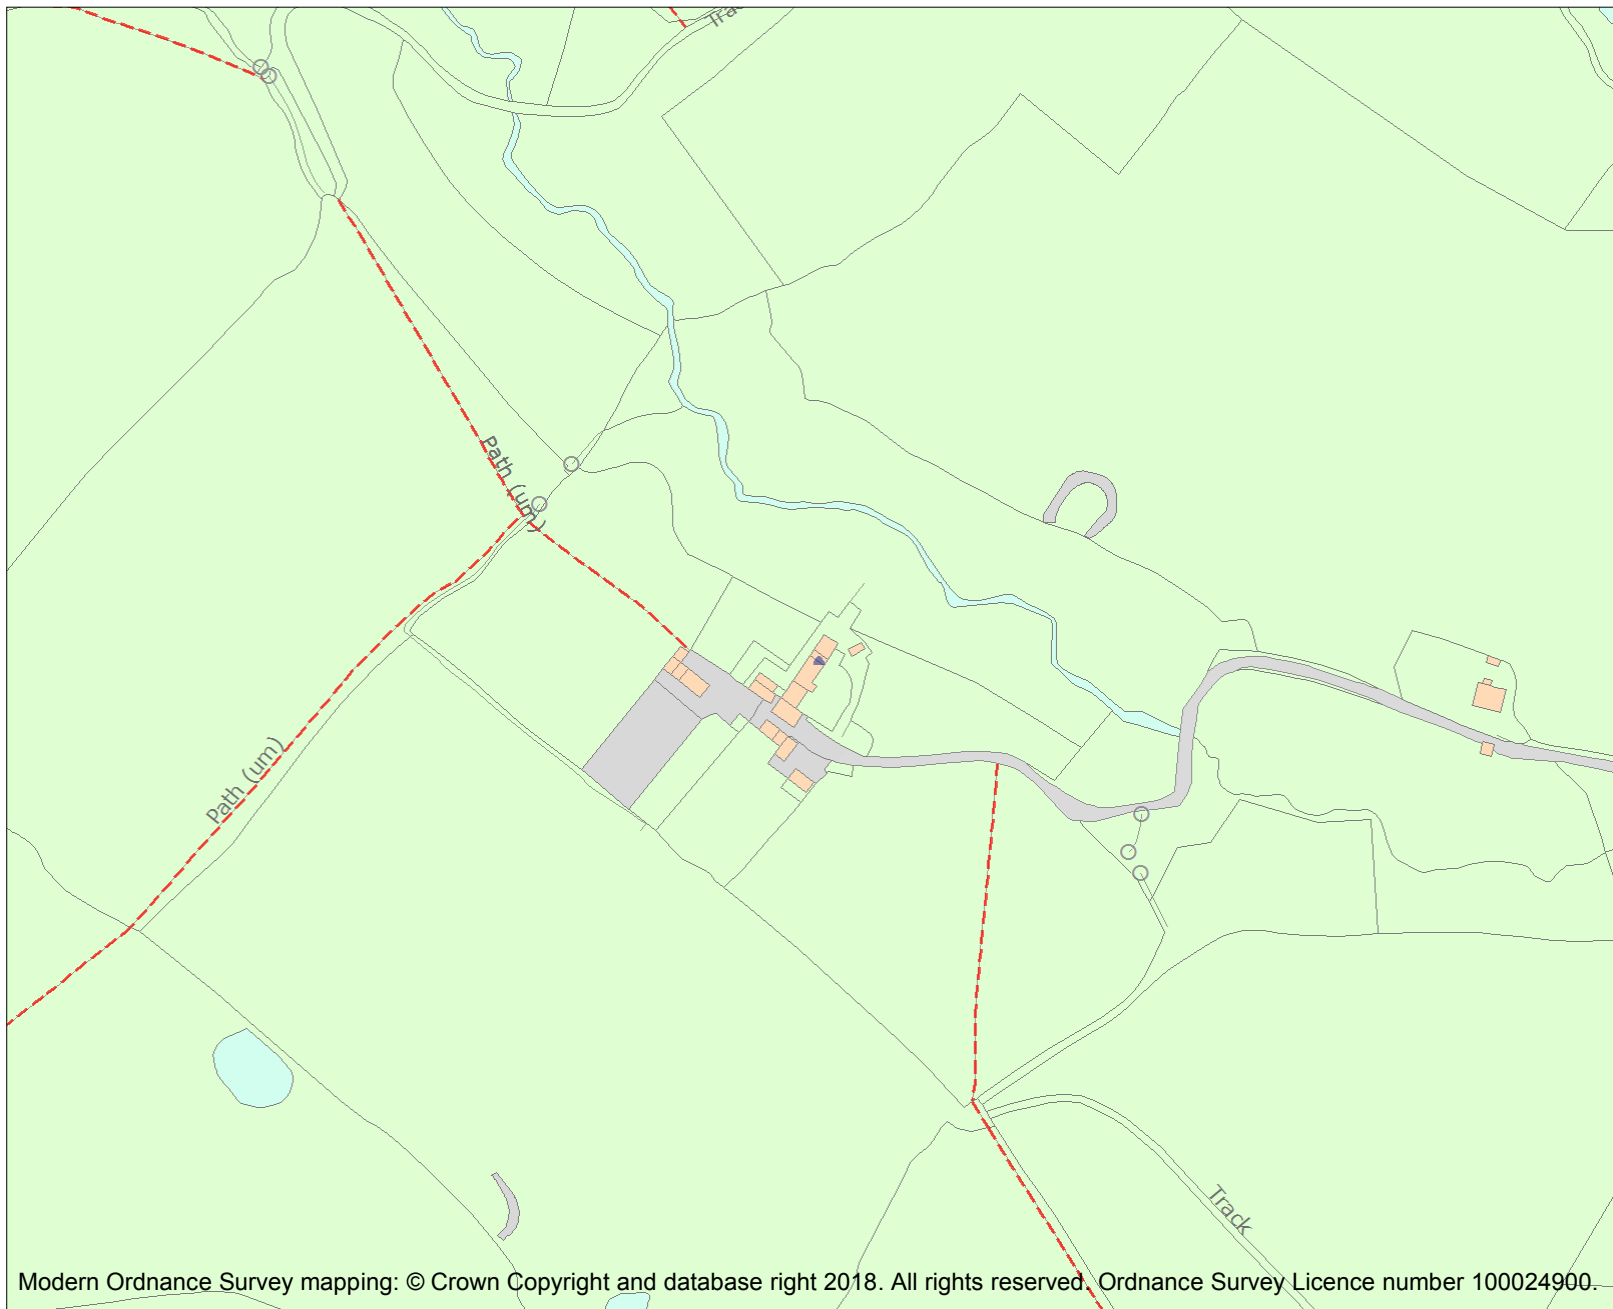 Trac
Path (um)
Path (um)
Track
Modern Ordnance Survey mapping: © Crown Copyright and database right 2018. All rights reserved. Ordnance Survey Licence number 100024900.